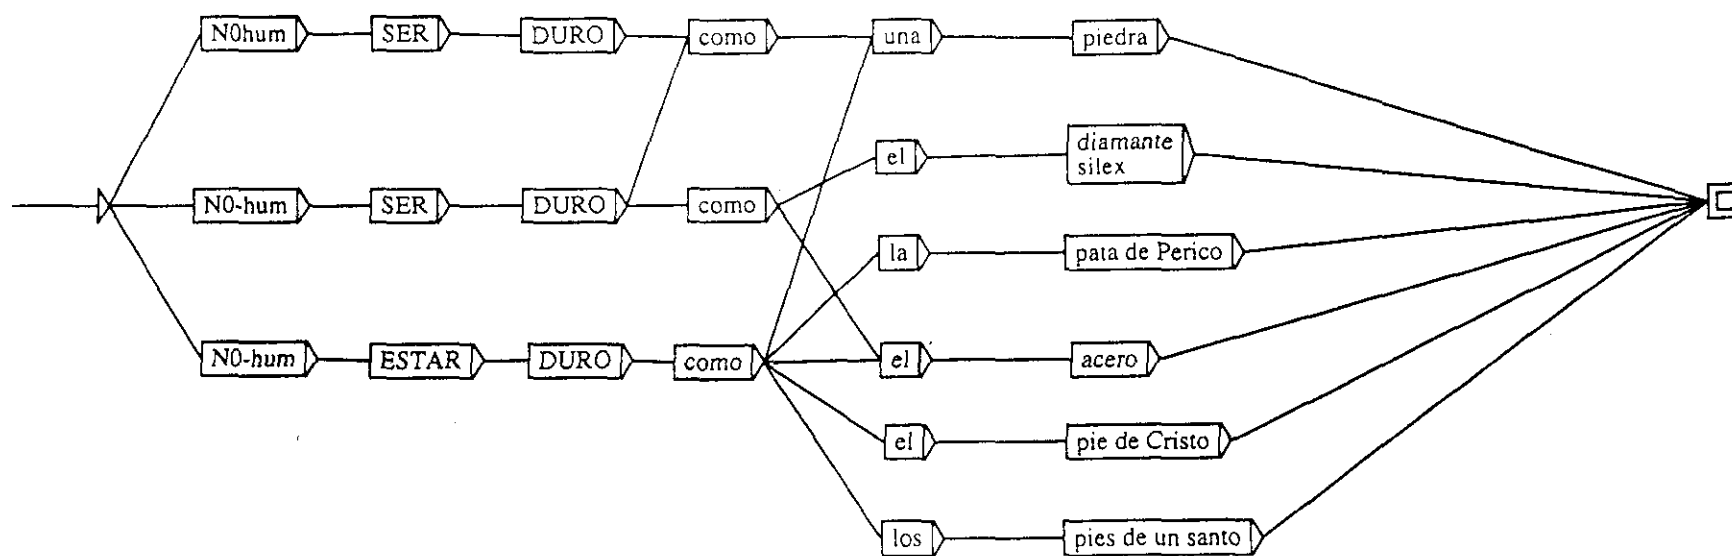 N0hum SER DURO como una piedra
el diamante
silex
N0-hum SER DURO como
la pata de Perico
N0-hum ESTAR DURO como el acero
el pie de Cristo
los pies de un santo